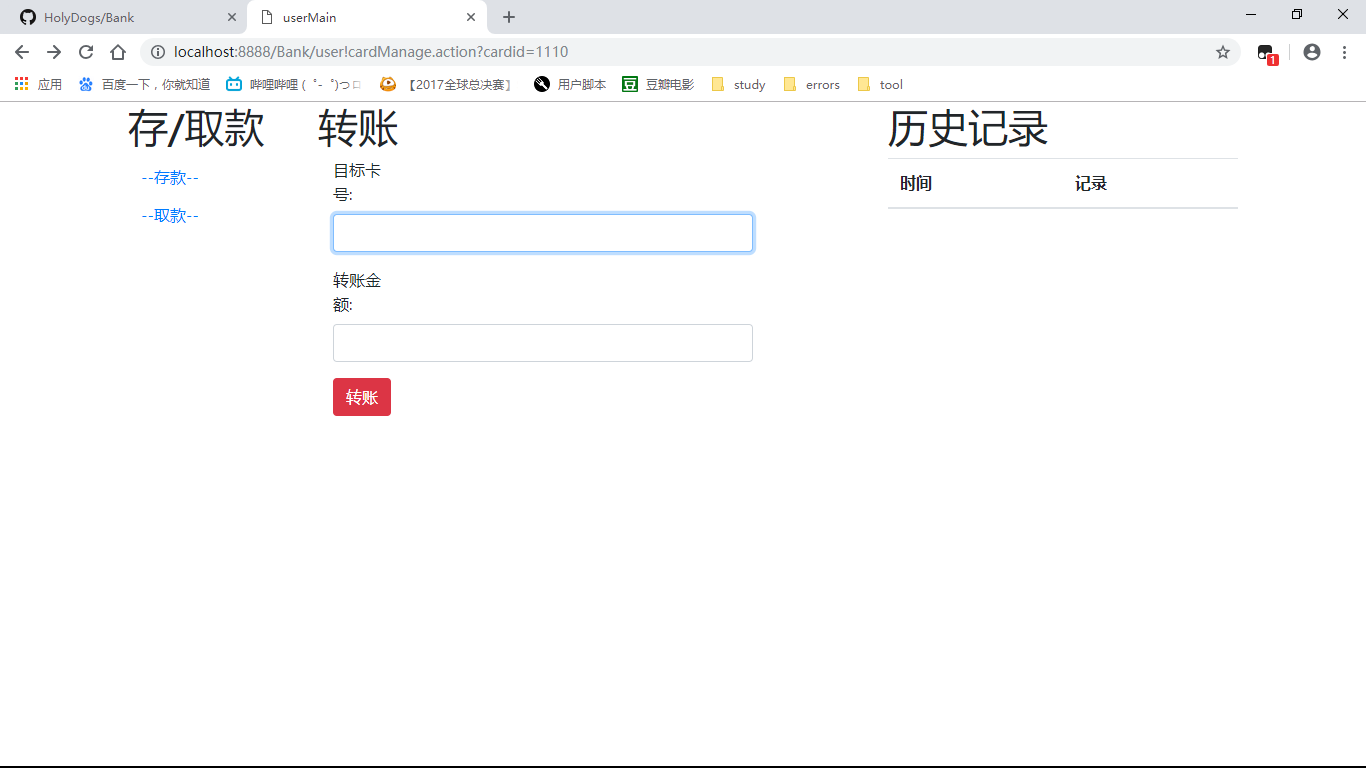 HolyDogs/Bank
userMain
localhost:8888/Bank/user!cardManage.action?cardid=1110
1
应用
百度一下，你就知道
哔哩哔哩 ( ゜- ゜)つロ
【2017全球总决赛】
用户脚本
豆
豆瓣电影
study
errors
tool
存/取款
--存款--
--取款--
转账
目标卡
号:
转账金
额:
转账
历史记录
时间 记录